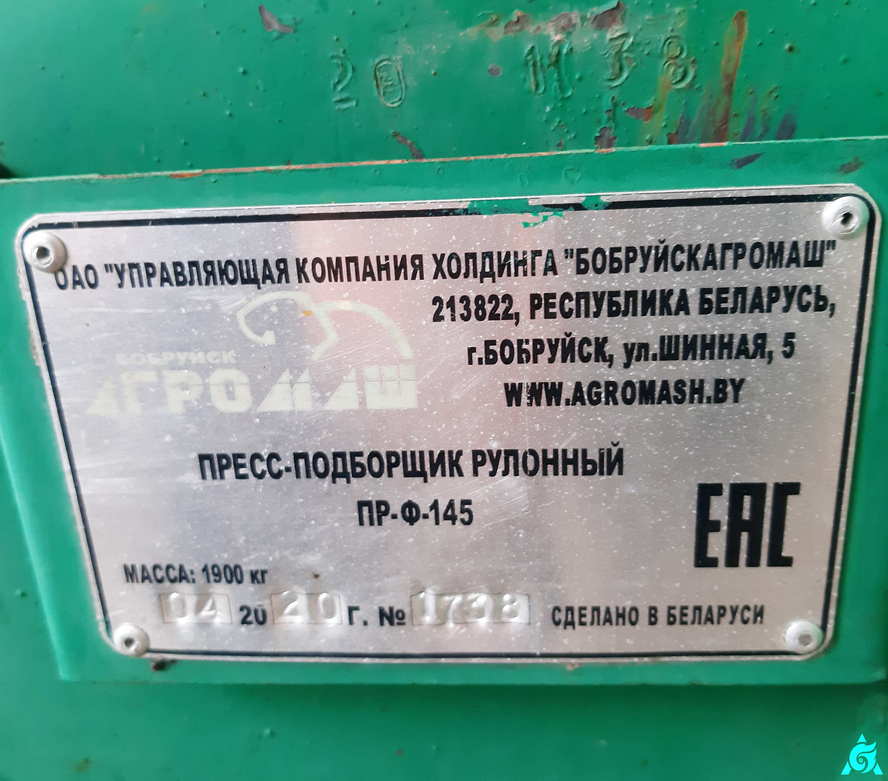 ОАО "УПРАВЛЯЮЩАЯ КОМПАНИЯ ХОЛДИНГА "БОБРУЙСКАГРОМАШ"
213822, РЕСПУБЛИКА БЕЛАРУСЬ,
г.БОБРУЙСК, ул.ШИННАЯ, 5
WWW.AGROMASH.BY
БОБРУЙСК
АГРОМАШ
ПРЕСС-ПОДБОРЩИК РУЛОННЫЙ
ПР-Ф-145
EAC
МАССА: 1900 кг
04 2020 г. № 1738 СДЕЛАНО В БЕЛАРУСИ